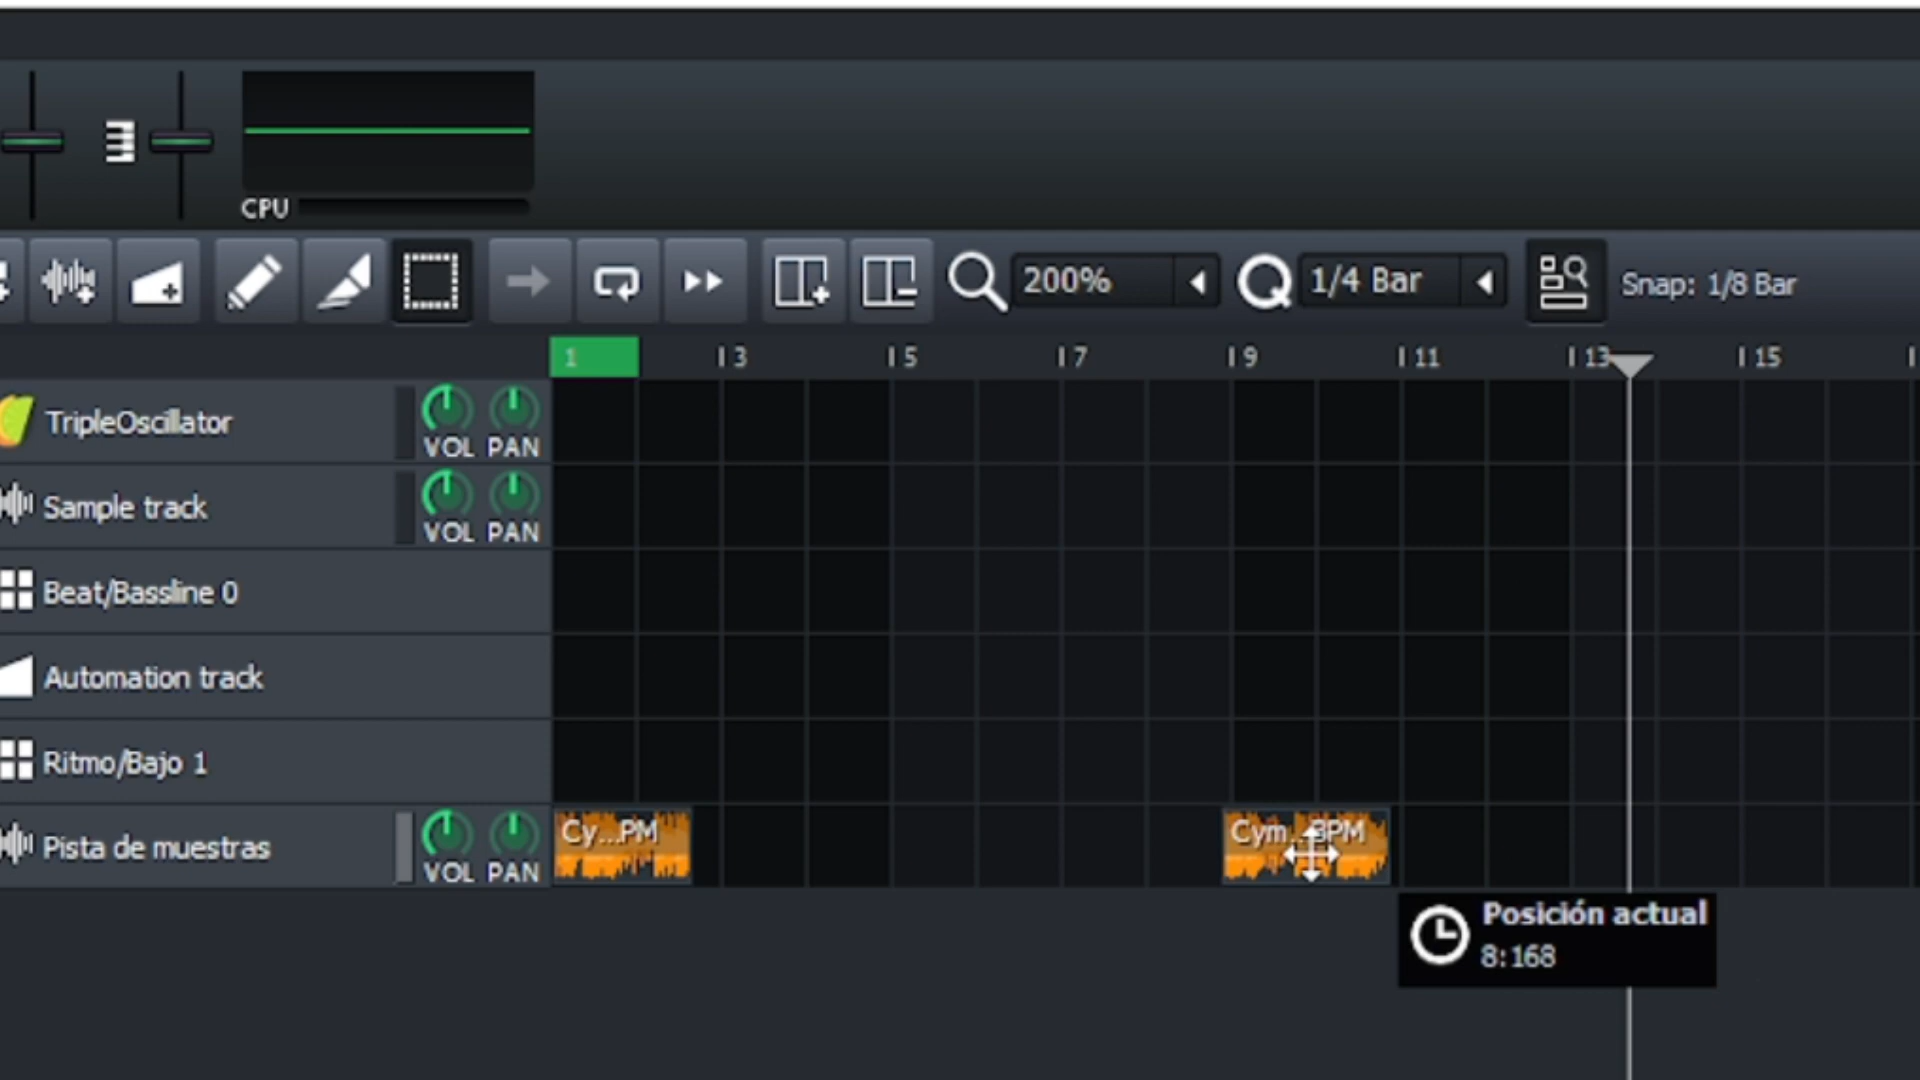 CPU
200%
1/4 Bar
Snap: 1/8 Bar
1 3 5 7 9 11 13 15
TripleOscillator
VOL PAN
Sample track
VOL PAN
Beat/Bassline 0
Automation track
Ritmo/Bajo 1
Pista de muestras
VOL PAN
Cy...PM
Cym...BPM
Posición actual
8:168